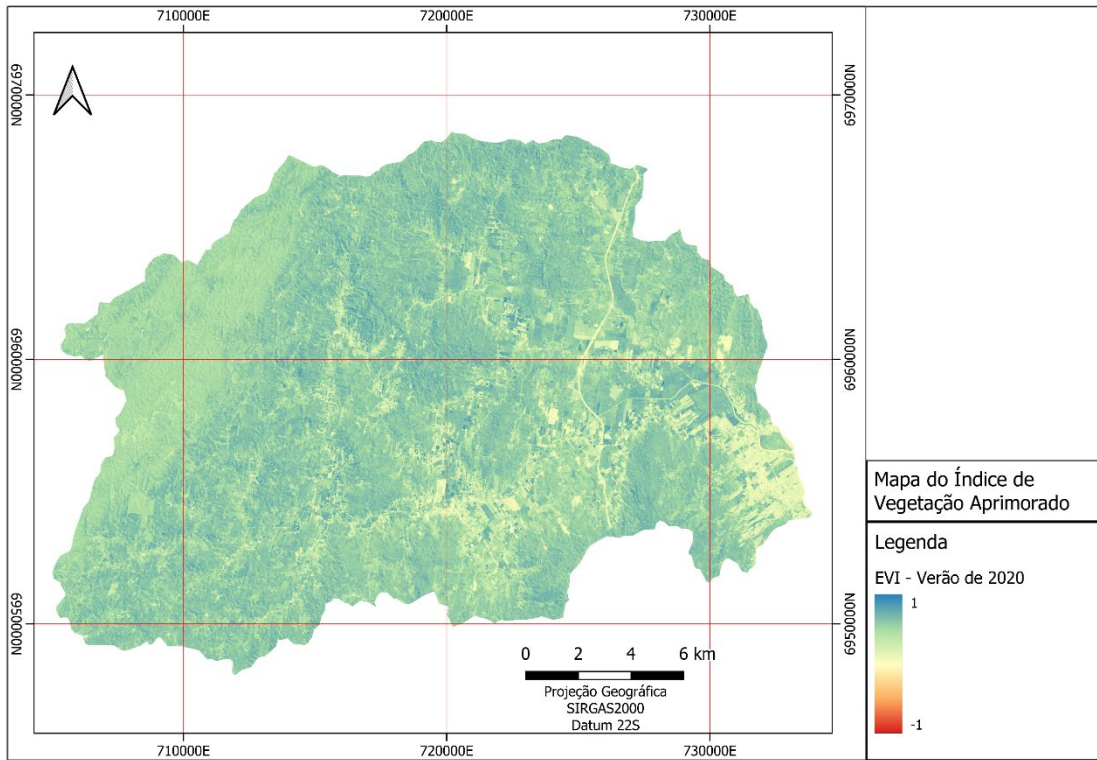 710000E 720000E 730000E
6970000N 6970000N
6960000N 6960000N
6950000N 6950000N
Mapa do Índice de
Vegetação Aprimorado
Legenda
EVI - Verão de 2020
1
-1
0 2 4 6 km
Projeção Geográfica
SIRGAS2000
Datum 22S
710000E 720000E 730000E